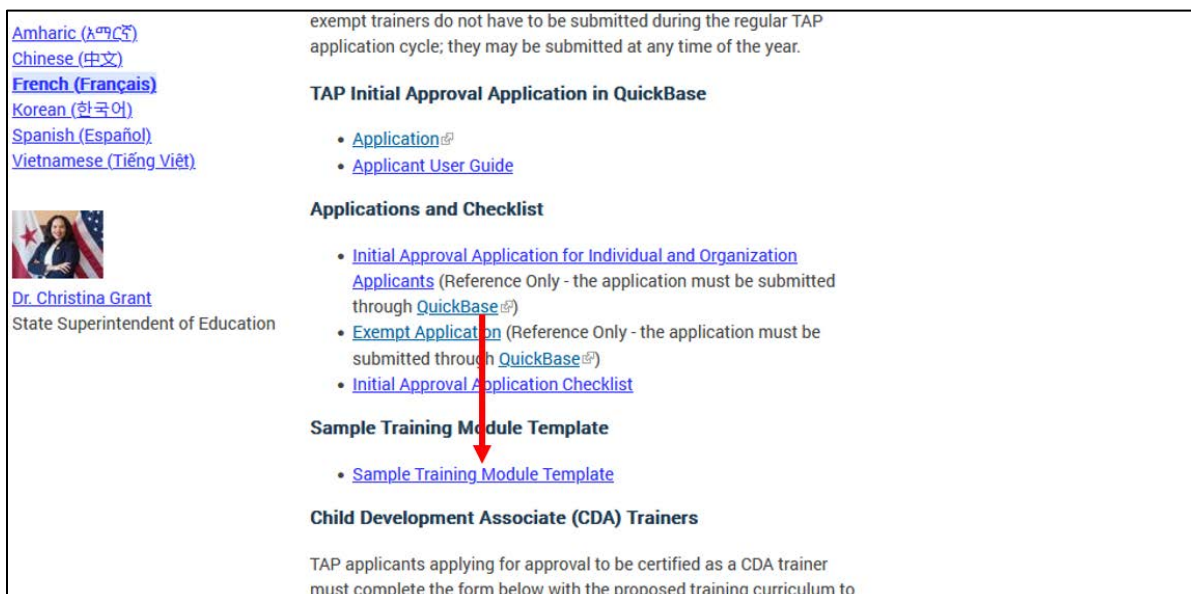 Amharic (አማርኛ)
Chinese (中文)
French (Français)
Korean (한국어)
Spanish (Español)
Vietnamese (Tiếng Việt)
Dr. Christina Grant
State Superintendent of Education
exempt trainers do not have to be submitted during the regular TAP
application cycle; they may be submitted at any time of the year.
TAP Initial Approval Application in QuickBase
• Application
• Applicant User Guide
Applications and Checklist
• Initial Approval Application for Individual and Organization
Applicants (Reference Only - the application must be submitted
through QuickBase)
• Exempt Application (Reference Only - the application must be
submitted through QuickBase)
• Initial Approval Application Checklist
Sample Training Module Template
• Sample Training Module Template
Child Development Associate (CDA) Trainers
TAP applicants applying for approval to be certified as a CDA trainer
must complete the form below with the proposed training curriculum to